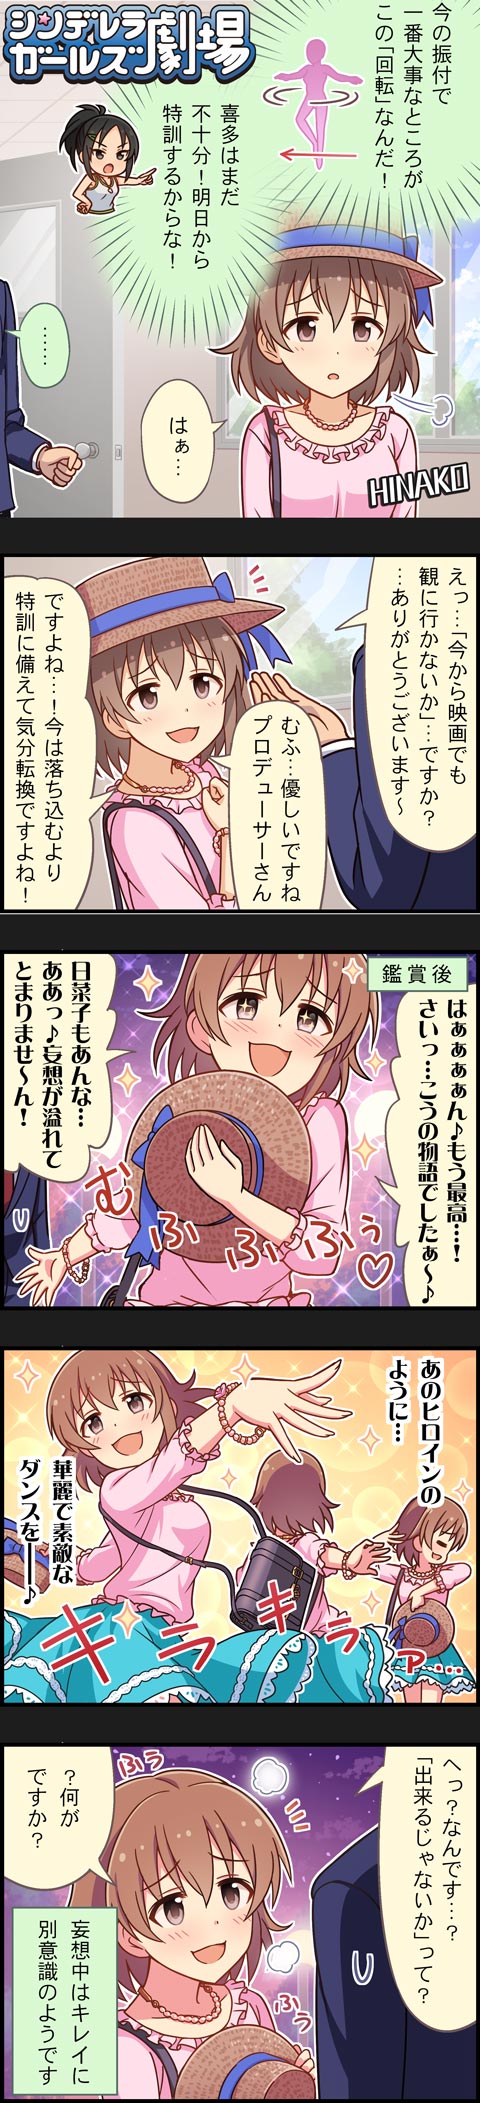 シンデレラ
ガールズ劇場
今の振付で
一番大事なところが
この「回転」なんだ！
喜多はまだ
不十分！明日から
特訓するからな！
……
はぁ…
HINAKO
えっ…「今から映画でも
観に行かないか」…ですか？
…ありがとうございます～
むふ…優しいですね
プロデューサーさん
ですよね…！今は落ち込むより
特訓に備えて気分転換ですよね！
鑑賞後
はぁぁぁぁん♪もう最高…！
さいっ…こうの物語でしたぁ～♪
日菜子もあんな…
ああっ♪妄想が溢れて
とまりませ～ん！
むふふふぅ♡
あのヒロインの
ように…
華麗で素敵な
ダンスを――♪
キラキラァ…
へっ？なんです…？
「出来るじゃないか」って？
ふぅ
？何が
ですか？
ふぅ
妄想中はキレイに
別意識のようです